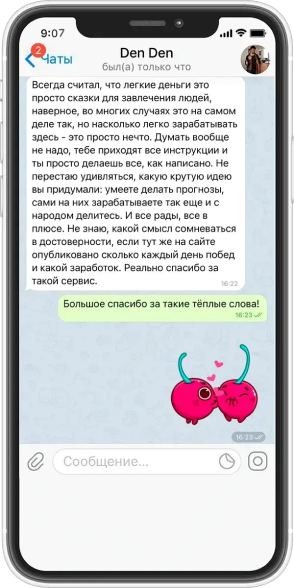 9:07
2
Чаты
Den Den
был(а) только что
Всегда считал, что легкие деньги это
просто сказки для завлечения людей,
наверное, во многих случаях это на самом
деле так, но насколько легко зарабатывать
здесь - это просто нечто. Думать вообще
не надо, тебе приходят все инструкции и
ты просто делаешь все, как написано. Не
перестаю удивляться, какую крутую идею
вы придумали: умеете делать прогнозы,
сами на них зарабатываете так еще и с
народом делитесь. И все рады, все в
плюсе. Не знаю, какой смысл сомневаться
в достоверности, если тут же на сайте
опубликовано сколько каждый день побед
и какой заработок. Реально спасибо за
такой сервис.
16:22
Большое спасибо за такие тёплые слова!
16:23
16:23
Сообщение...